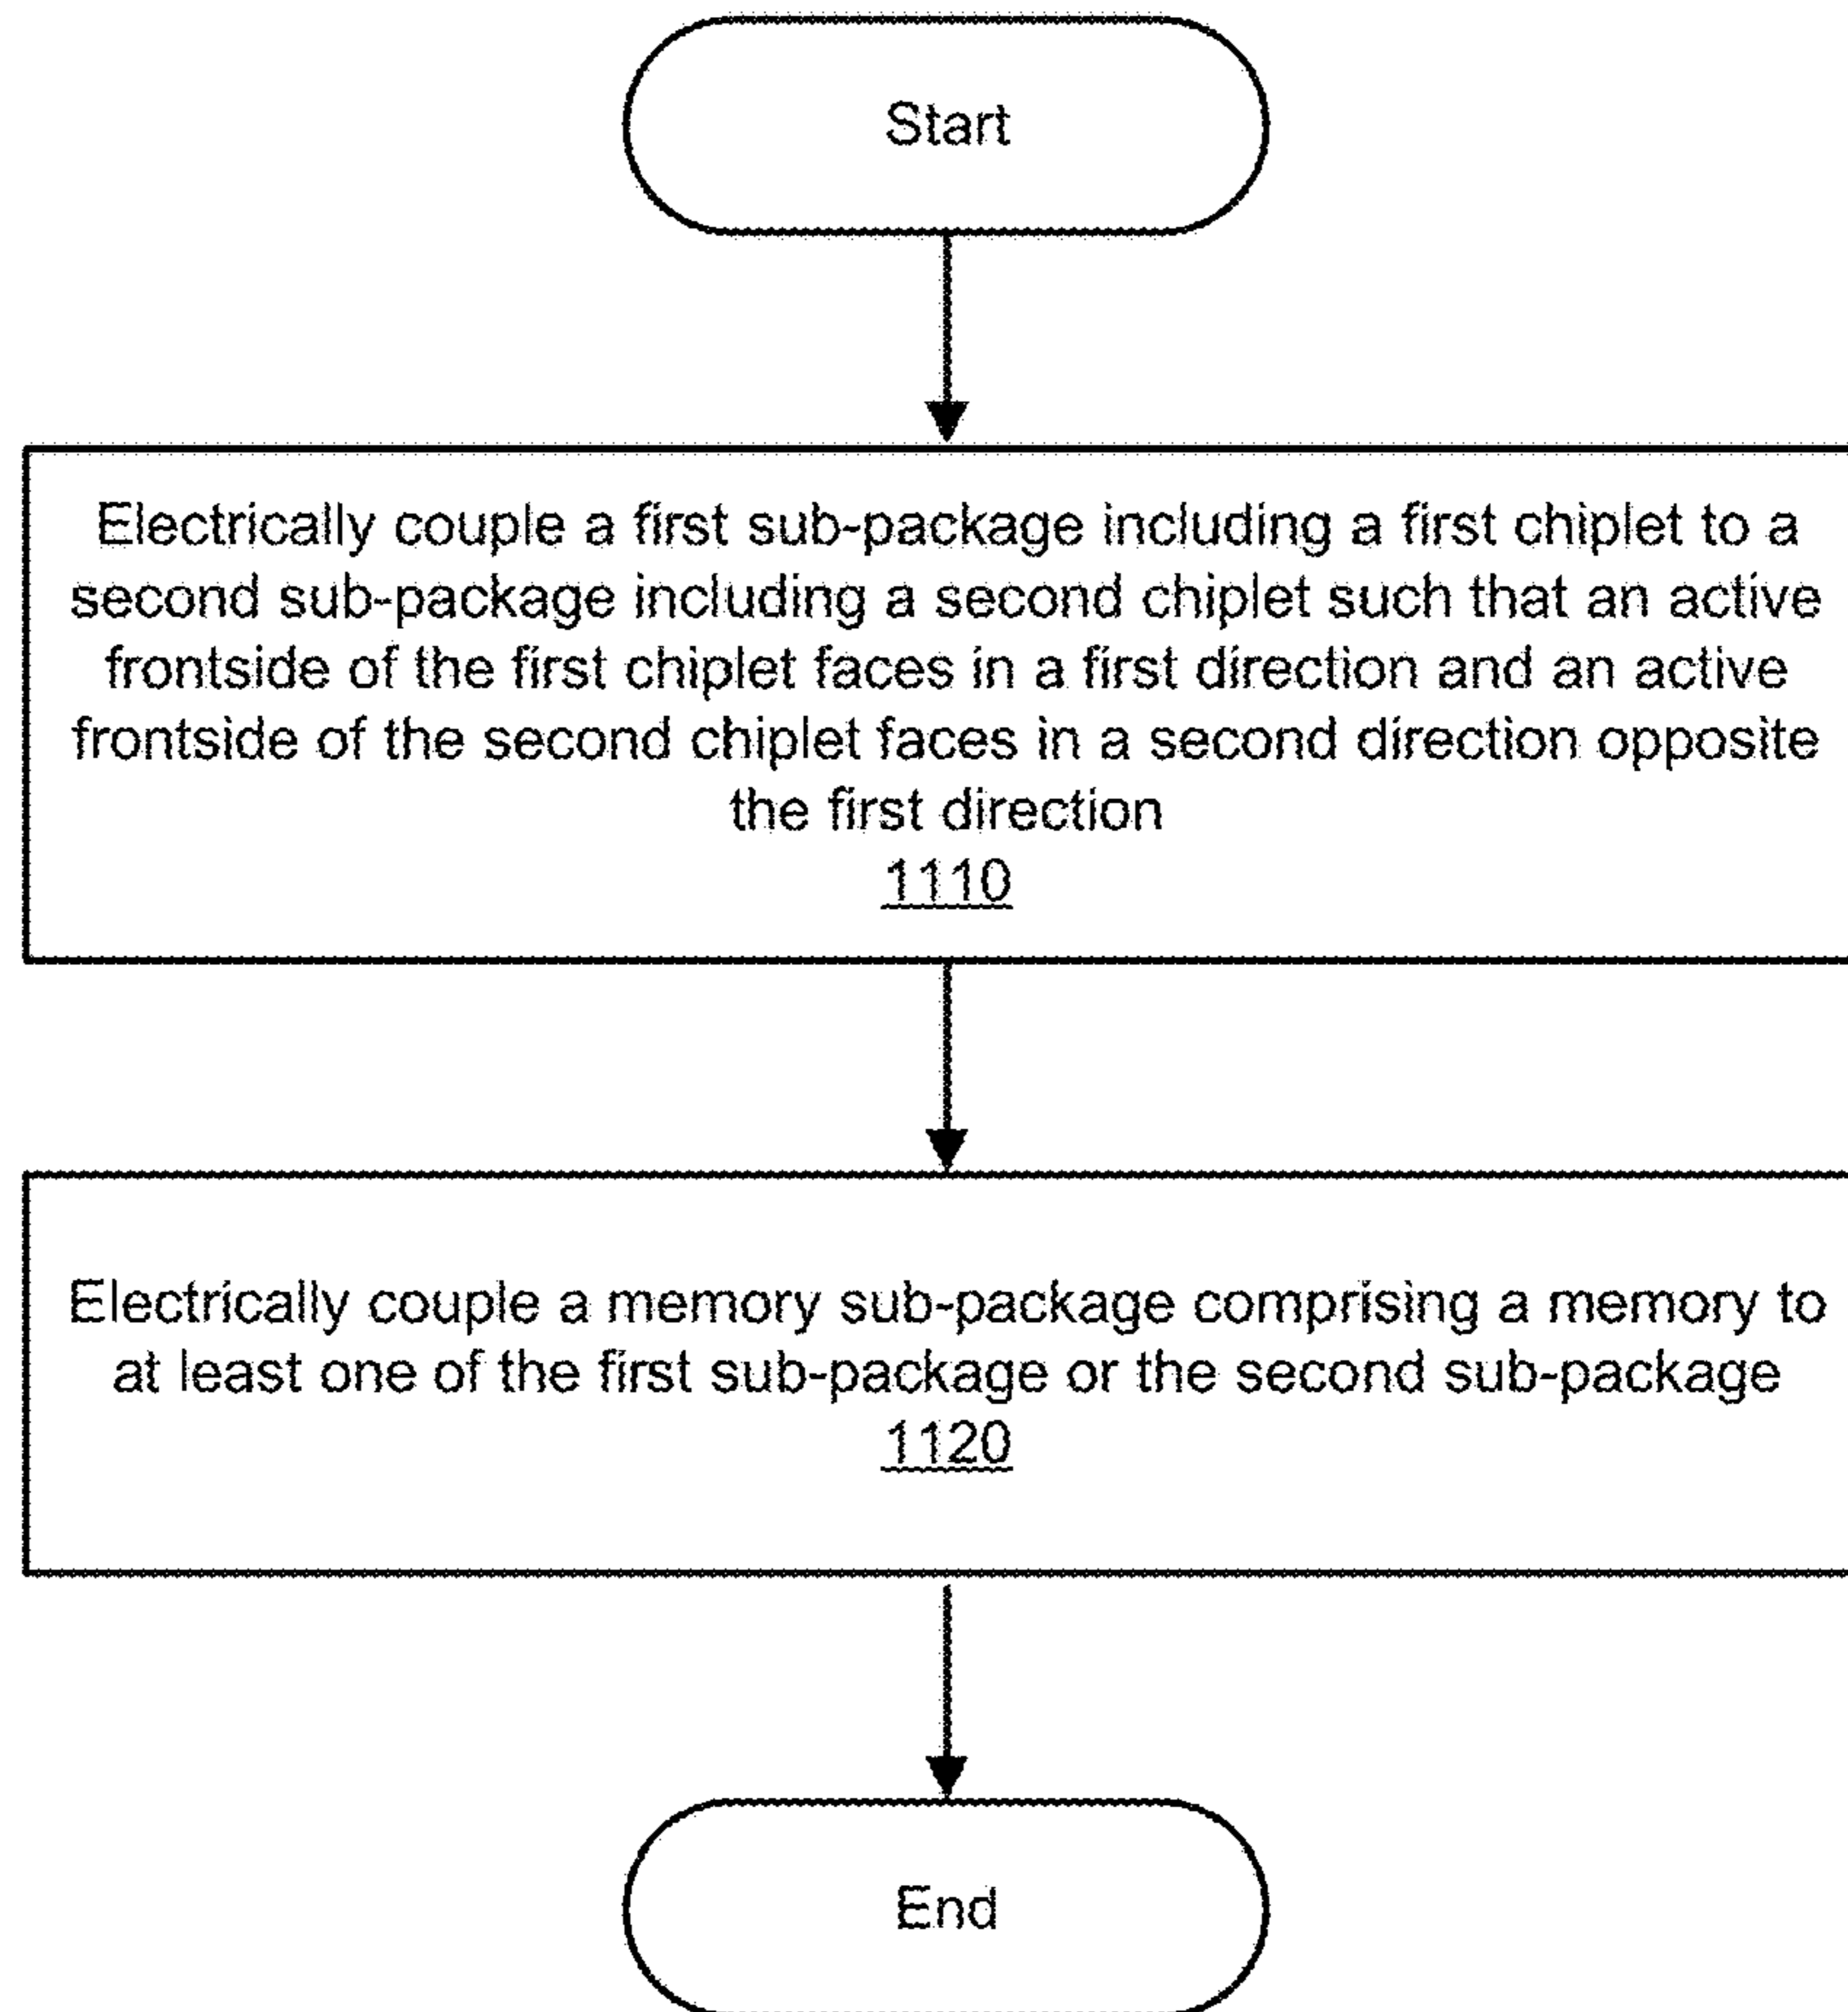 Start
Electrically couple a first sub-package including a first chiplet to a
second sub-package including a second chiplet such that an active
frontside of the first chiplet faces in a first direction and an active
frontside of the second chiplet faces in a second direction opposite
the first direction
1110
Electrically couple a memory sub-package comprising a memory to
at least one of the first sub-package or the second sub-package
1120
End